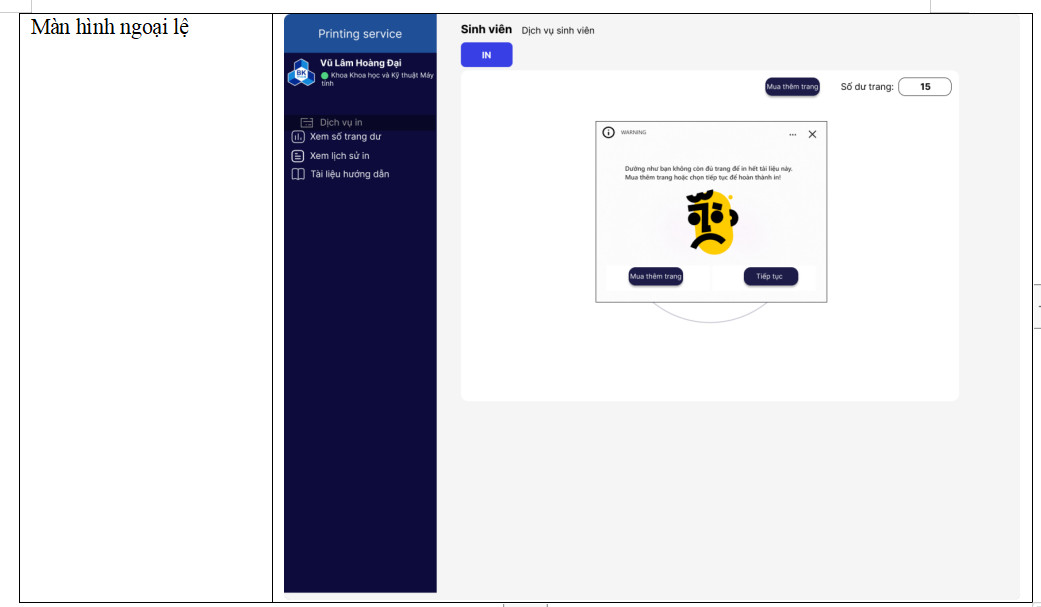 Màn hình ngoại lệ
Printing service
BK
Vũ Lâm Hoàng Đại
Khoa Khoa học và Kỹ thuật Máy
tính
Dịch vụ in
Xem số trang dư
Xem lịch sử in
Tài liệu hướng dẫn
Sinh viên Dịch vụ sinh viên
IN
Mua thêm trang Số dư trang: 15
WARNING
Dường như bạn không còn đủ trang để in hết tài liệu này.
Mua thêm trang hoặc chọn tiếp tục để hoàn thành in!
Mua thêm trang Tiếp tục